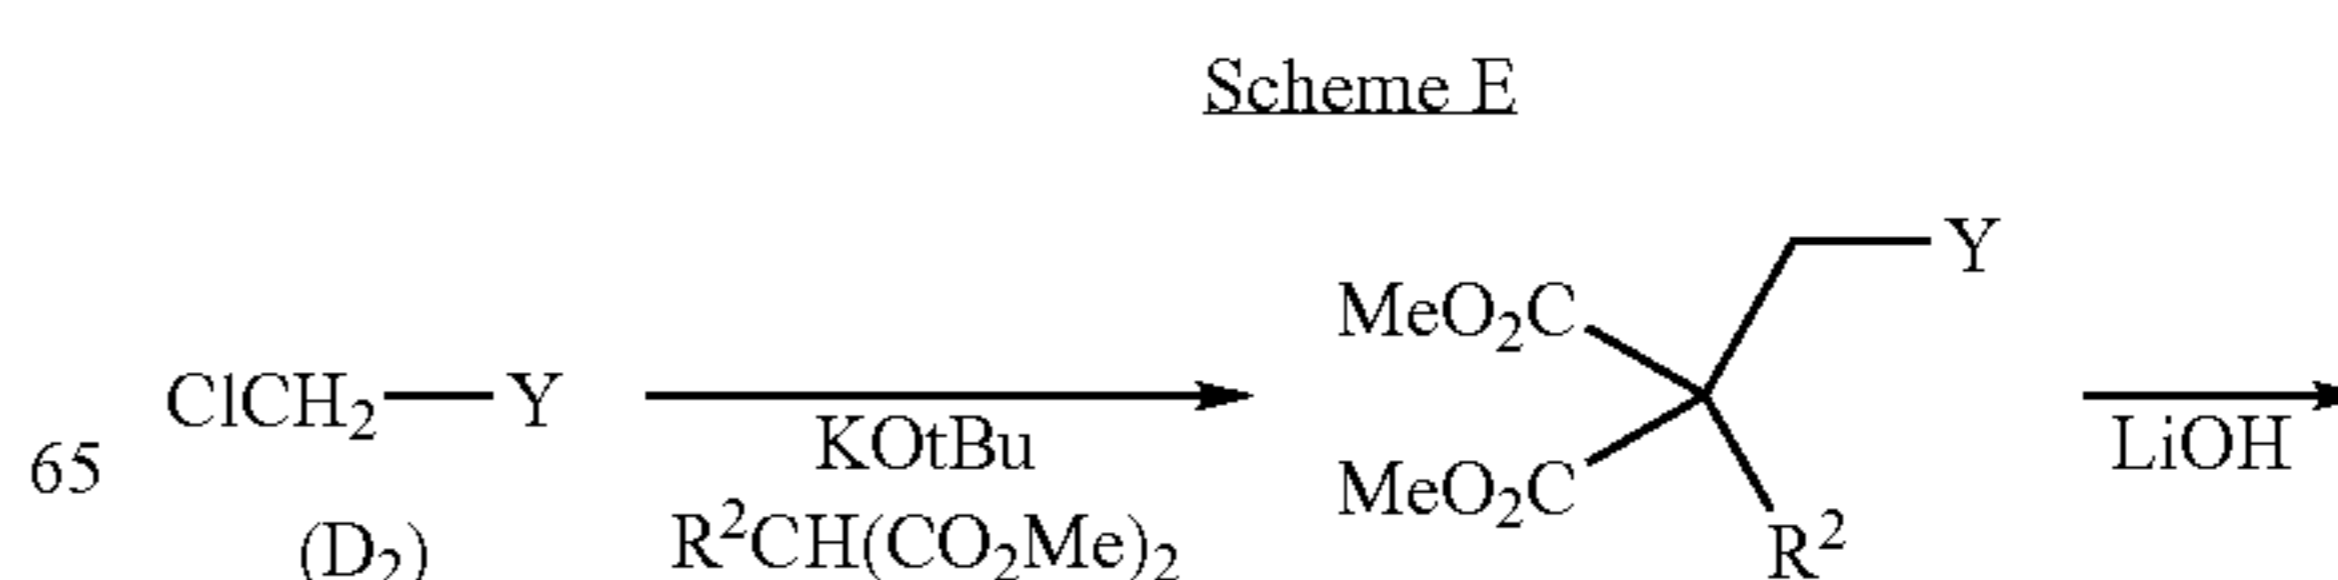 Scheme E
Y
MeO2C
ClCH2 Y
KOtBu
LiOH
65
MeO2C
(D2)
R2CH(CO2Me)2
R2